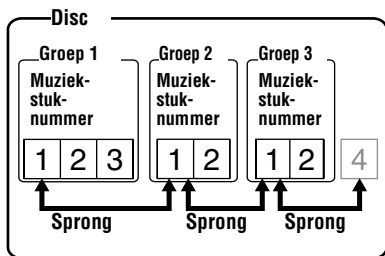 Disc
Groep 1
Muziek-
stuk-
nummer
1 2 3
Groep 2
Muziek-
stuk-
nummer
1 2
Groep 3
Muziek-
stuk-
nummer
1 2
4
Sprong Sprong Sprong